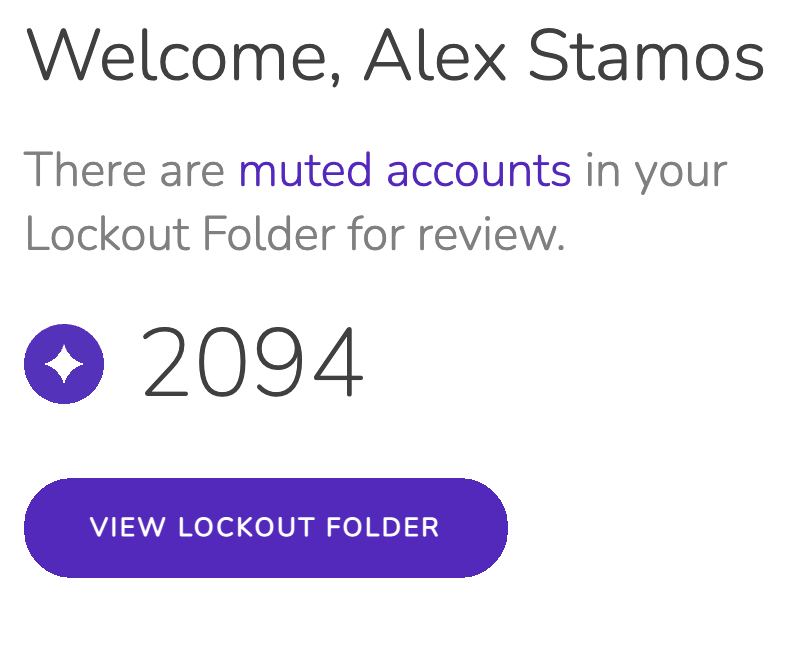 Welcome, Alex Stamos
There are muted accounts in your
Lockout Folder for review.
2094
VIEW LOCKOUT FOLDER